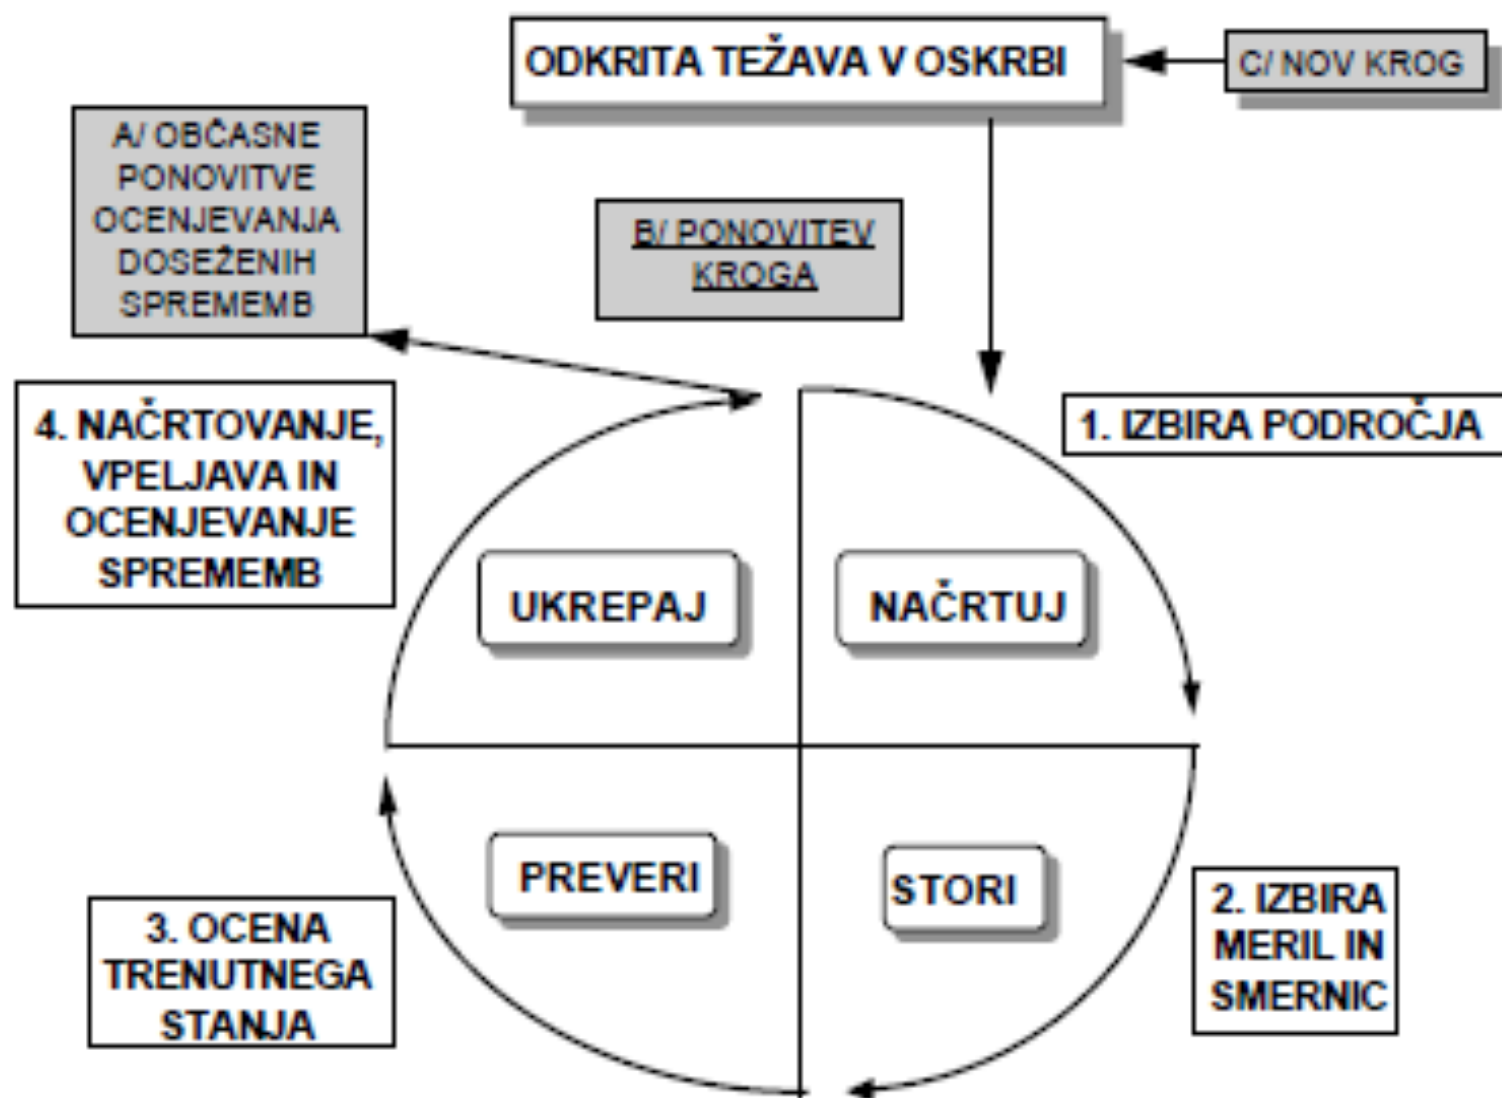 ODKRITA TEŽAVA V OSKRBI
C/ NOV KROG
A/ OBČASNE
PONOVITVE
OCENJEVANJA
DOSEŽENIH
SPREMEMB
B/ PONOVITEV
KROGA
4. NAČRTOVANJE,
VPELJAVA IN
OCENJEVANJE
SPREMEMB
1. IZBIRA PODROČJA
UKREPAJ
NAČRTUJ
PREVERI
STORI
3. OCENA
TRENUTNEGA
STANJA
2. IZBIRA
MERIL IN
SMERNIC